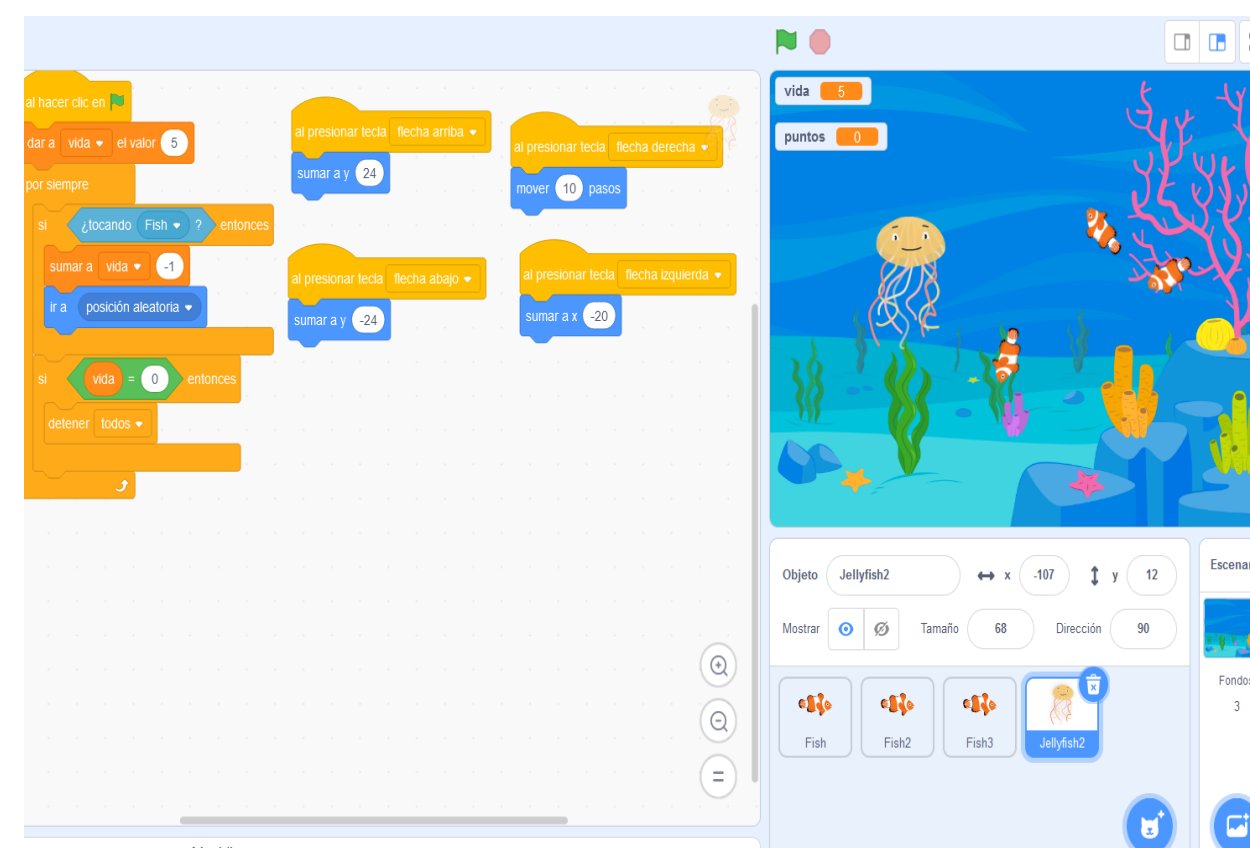 al hacer clic en
dar a vida el valor 5
por siempre
si ¿tocando Fish ? entonces
sumar a vida -1
ir a posición aleatoria
si vida = 0 entonces
detener todos
al presionar tecla flecha arriba
sumar a y 24
al presionar tecla flecha abajo
sumar a y -24
al presionar tecla flecha derecha
mover 10 pasos
al presionar tecla flecha izquierda
sumar a x -20
vida 5
puntos 0
Objeto Jellyfish2 x -107 y 12
Mostrar Tamaño 68 Dirección 90
Fish Fish2 Fish3 Jellyfish2
Escenar
Fondos
3